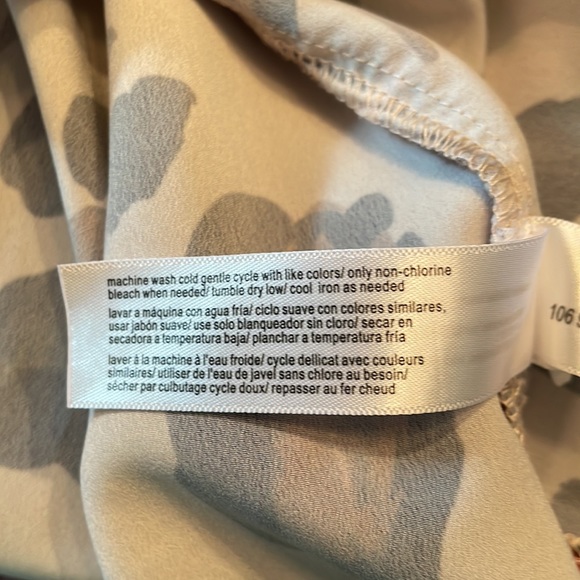 machine wash cold gentle cycle with like colors/ only non-chlorine
bleach when needed/ tumble dry low/ cool iron as needed
lavar a máquina con agua fría/ ciclo suave con colores similares,
usar jabón suave/ use solo blanqueador sin cloro/ secar en
secadora a temperatura baja/ planchar a temperatura fría
laver à la machine à l'eau froide/ cycle dellicat avec couleurs
similaires/ utiliser de l'eau de javel sans chlore au besoin/
sécher par culbutage cycle doux/ repasser au fer cheud
106